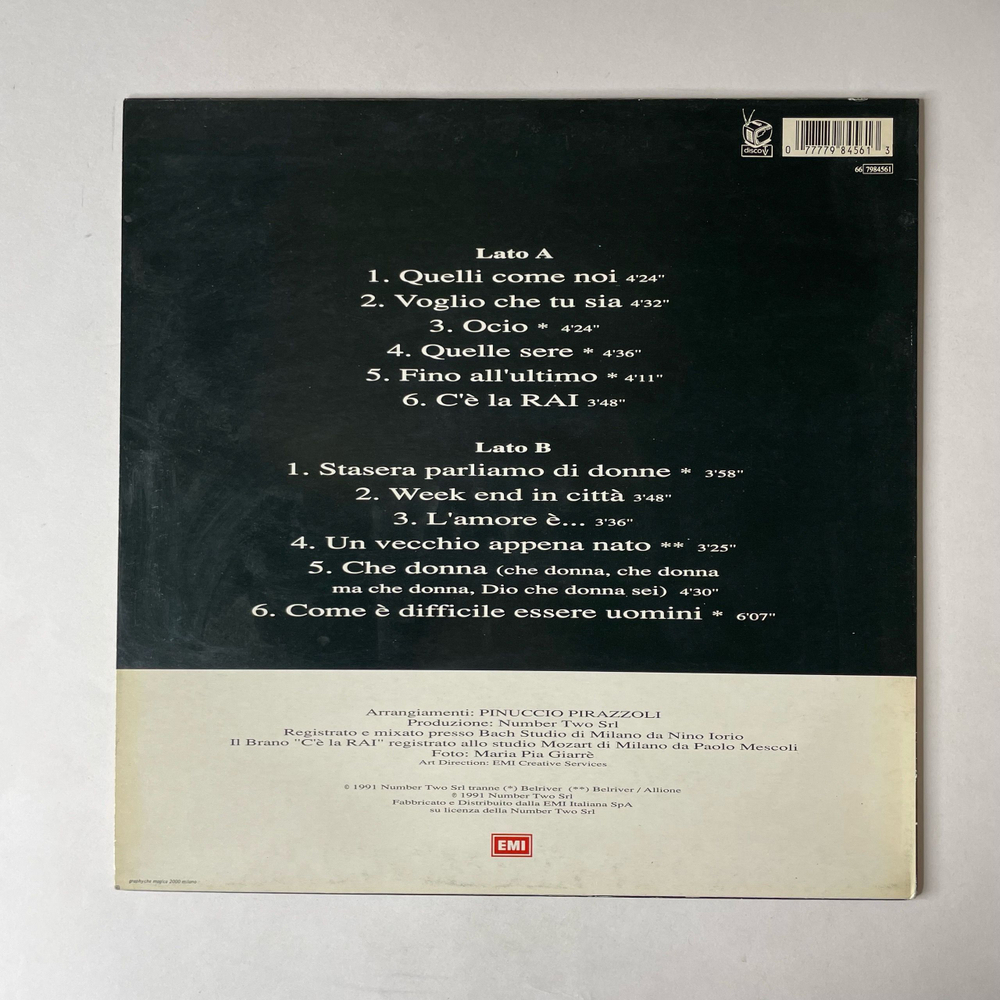 disco tv
0 77779 84561 3
66 7984561
Lato A
1. Quelli come noi 4'24"
2. Voglio che tu sia 4'32"
3. Ocio * 4'24"
4. Quelle sere * 4'36"
5. Fino all'ultimo * 4'11"
6. C'è la RAI 3'48"
Lato B
1. Stasera parliamo di donne * 3'58"
2. Week end in città 3'48"
3. L'amore è... 3'36"
4. Un vecchio appena nato ** 3'25"
5. Che donna (che donna, che donna
ma che donna, Dio che donna sei) 4'30"
6. Come è difficile essere uomini * 6'07"
Arrangiamenti: PINUCCIO PIRAZZOLI
Produzione: Number Two Srl
Registrato e mixato presso Bach Studio di Milano da Nino Iorio
Il Brano "C'è la RAI" registrato allo studio Mozart di Milano da Paolo Mescoli
Foto: Maria Pia Giarrè
Art Direction: EMI Creative Services
© 1991 Number Two Srl tranne (*) Belriver (**) Belriver / Allione
℗ 1991 Number Two Srl
Fabbricato e Distribuito dalla EMI Italiana SpA
su licenza della Number Two Srl
EMI
magica 2000 milano